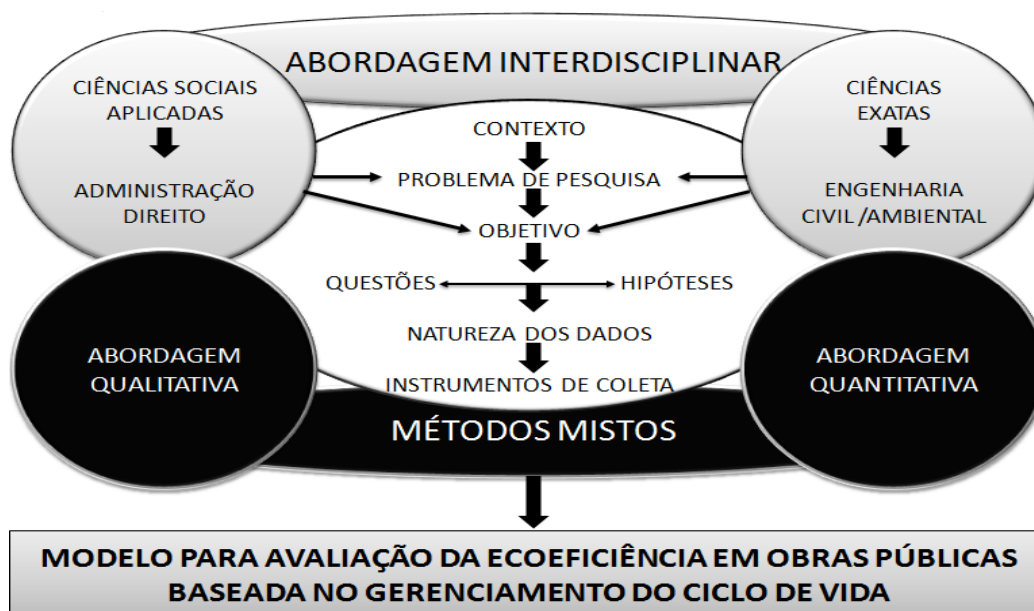 ABORDAGEM INTERDISCIPLINAR
CIÊNCIAS SOCIAIS
APLICADAS
ADMINISTRAÇÃO
DIREITO
CIÊNCIAS
EXATAS
ENGENHARIA
CIVIL /AMBIENTAL
CONTEXTO
PROBLEMA DE PESQUISA
OBJETIVO
QUESTÕES
HIPÓTESES
NATUREZA DOS DADOS
INSTRUMENTOS DE COLETA
ABORDAGEM
QUALITATIVA
ABORDAGEM
QUANTITATIVA
MÉTODOS MISTOS
MODELO PARA AVALIAÇÃO DA ECOEFICIÊNCIA EM OBRAS PÚBLICAS
BASEADA NO GERENCIAMENTO DO CICLO DE VIDA